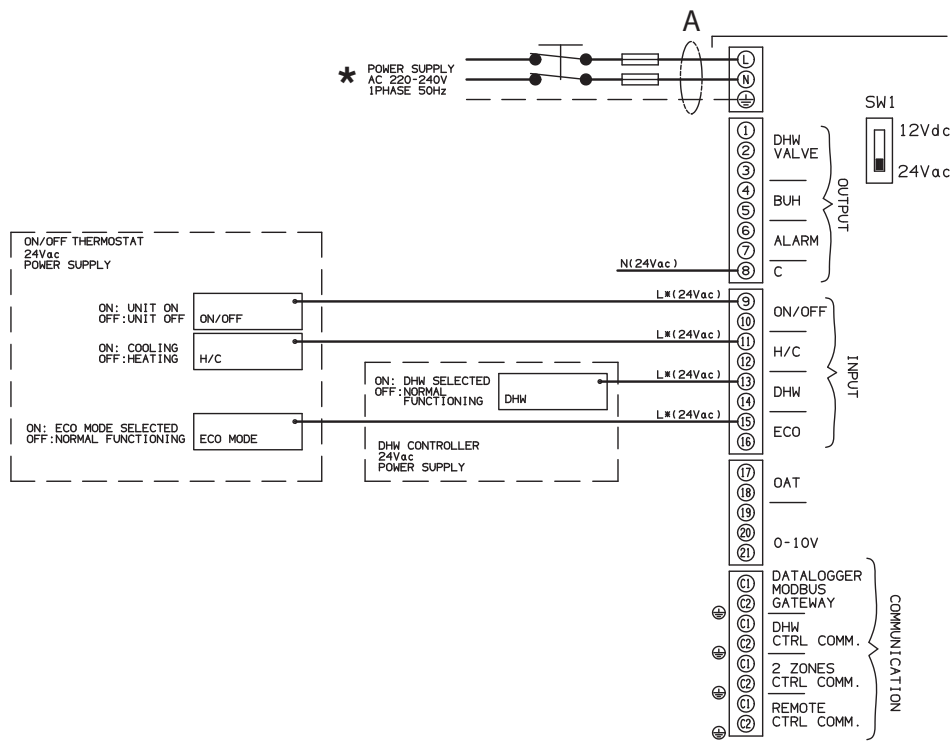 A
*
POWER SUPPLY
AC 220-240V
1PHASE 50Hz
L
N
SW1
12Vdc
24Vac
1
2
3
4
5
6
7
8
DHW
VALVE
BUH
ALARM
C
OUTPUT
N(24Vac)
ON/OFF THERMOSTAT
24Vac
POWER SUPPLY
ON: UNIT ON
OFF:UNIT OFF
ON/OFF
L*(24Vac)
ON: COOLING
OFF:HEATING
H/C
L*(24Vac)
ON: DHW SELECTED
OFF:NORMAL
FUNCTIONING
DHW
L*(24Vac)
ON: ECO MODE SELECTED
OFF:NORMAL FUNCTIONING
ECO MODE
L*(24Vac)
DHW CONTROLLER
24Vac
POWER SUPPLY
9
10
11
12
13
14
15
16
ON/OFF
H/C
DHW
ECO
INPUT
17
18
19
20
21
OAT
0-10V
C1
C2
C1
C2
C1
C2
C1
C2
DATALOGGER
MODBUS
GATEWAY
DHW
CTRL COMM.
2 ZONES
CTRL COMM.
REMOTE
CTRL COMM.
COMMUNICATION